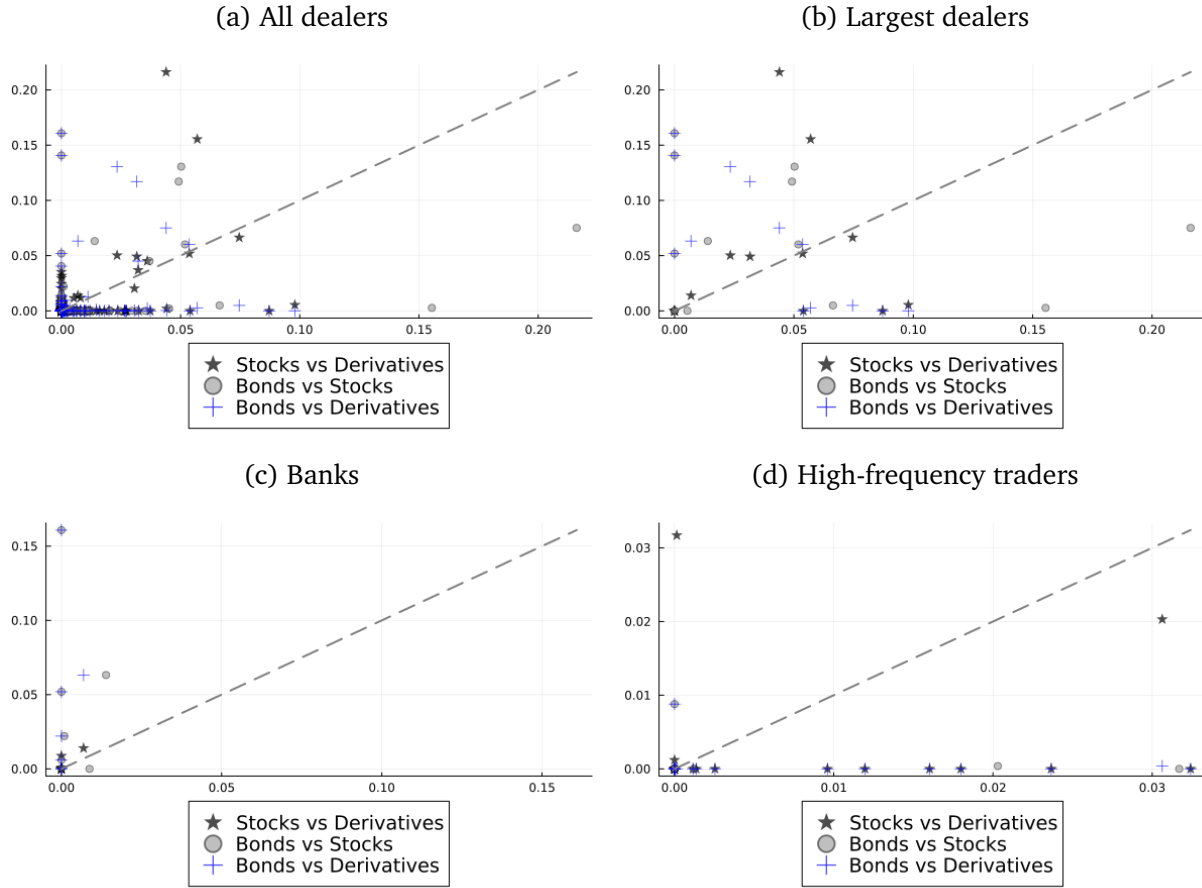 (a) All dealers
(b) Largest dealers
0.20
0.15
0.10
0.05
0.00
0.00 0.05 0.10 0.15 0.20
Stocks vs Derivatives
Bonds vs Stocks
Bonds vs Derivatives
0.20
0.15
0.10
0.05
0.00
0.00 0.05 0.10 0.15 0.20
Stocks vs Derivatives
Bonds vs Stocks
Bonds vs Derivatives
(c) Banks
(d) High-frequency traders
0.15
0.10
0.05
0.00
0.00 0.05 0.10 0.15
Stocks vs Derivatives
Bonds vs Stocks
Bonds vs Derivatives
0.03
0.02
0.01
0.00
0.00 0.01 0.02 0.03
Stocks vs Derivatives
Bonds vs Stocks
Bonds vs Derivatives